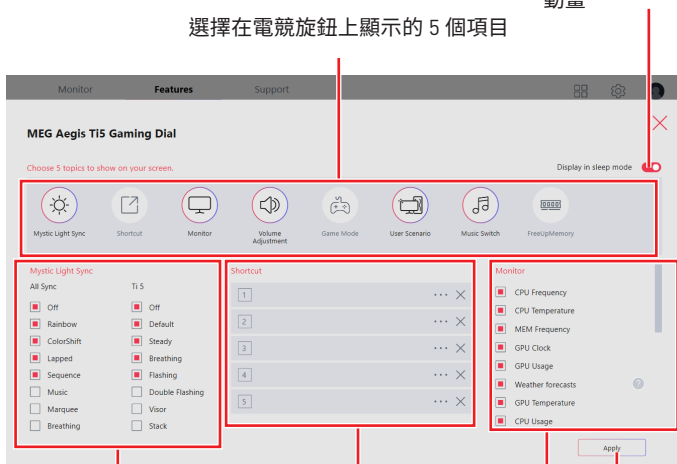 動畫
選擇在電競旋鈕上顯示的 5 個項目
Monitor Features Support
MEG Aegis Ti5 Gaming Dial
Choose 5 topics to show on your screen.
Display in sleep mode
Mystic Light Sync
Shortcut
Monitor
Volume
Adjustment
Game Mode
User Scenario
Music Switch
FreeUpMemory
Mystic Light Sync
All Sync Ti 5
Off Off
Rainbow Default
ColorShift Steady
Lapped Breathing
Sequence Flashing
Music Double Flashing
Marquee Visor
Breathing Stack
Shortcut
1
2
3
4
5
Monitor
CPU Frequency
CPU Temperature
MEM Frequency
GPU Clock
GPU Usage
Weather forecasts ?
GPU Temperature
CPU Usage
Apply